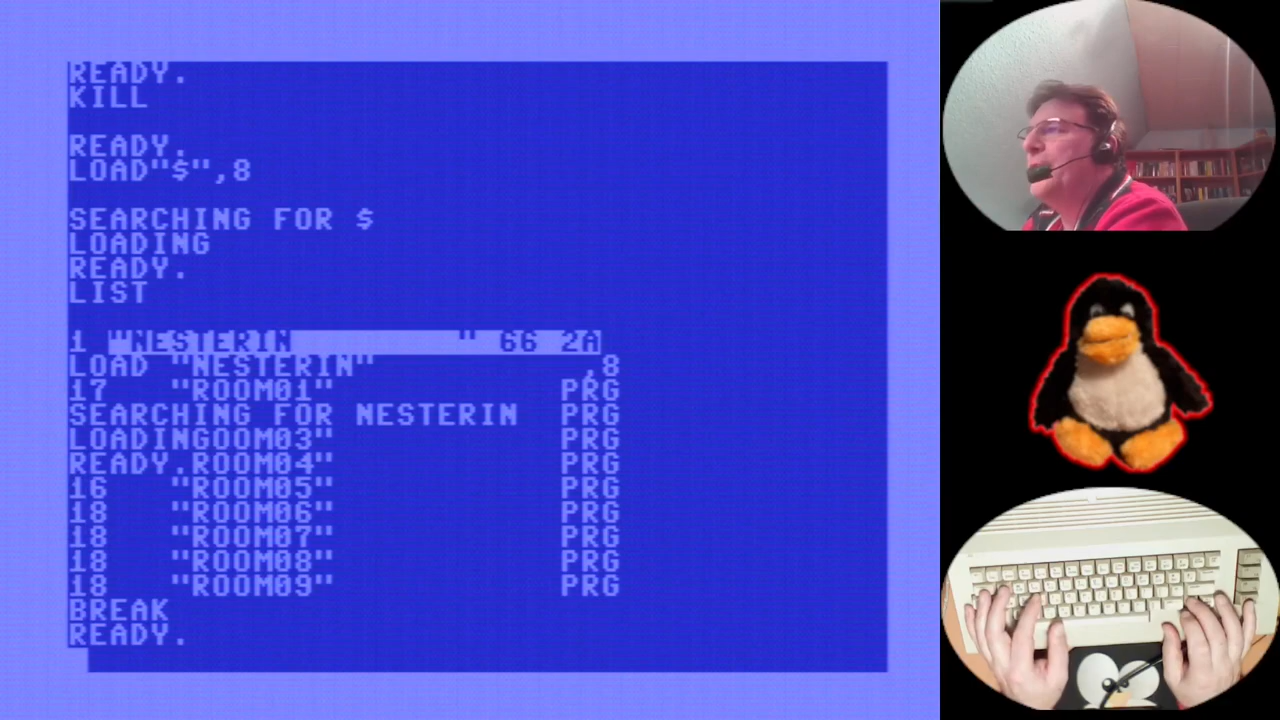 READY.
KILL
READY.
LOAD"$",8
SEARCHING FOR $
LOADING
READY.
LIST
1 "NESTERIN " 66 2A
LOAD "NESTERIN" ,8
17 "ROOM01" PRG
SEARCHING FOR NESTERIN PRG
LOADINGOOM03" PRG
READY.ROOM04" PRG
16 "ROOM05" PRG
18 "ROOM06" PRG
18 "ROOM07" PRG
18 "ROOM08" PRG
18 "ROOM09" PRG
BREAK
READY.